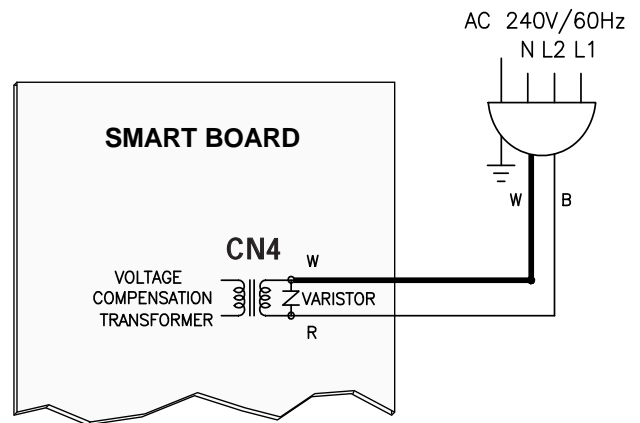 AC 240V/60Hz
N L2 L1
SMART BOARD
W B
CN4
W
VOLTAGE
COMPENSATION
TRANSFORMER
VARISTOR
R